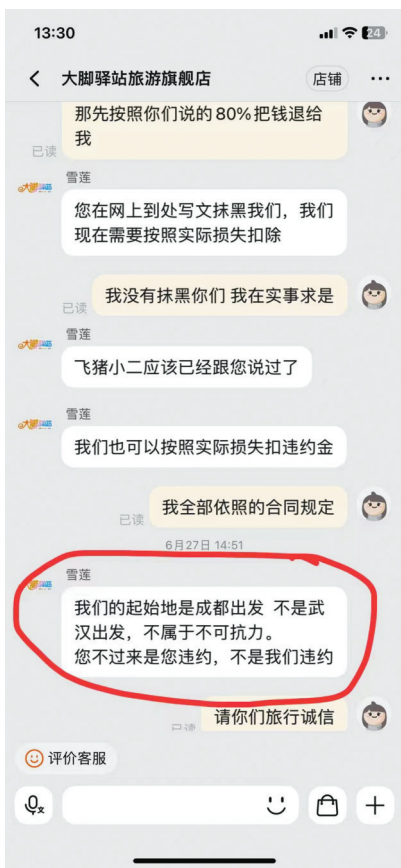 13:30
24
大脚驿站旅游旗舰店
店铺
那先按照你们说的80%把钱退给
我
已读
雪莲
您在网上到处写文抹黑我们，我们
现在需要按照实际损失扣除
我没有抹黑你们 我在实事求是
已读
雪莲
飞猪小二应该已经跟您说过了
雪莲
我们也可以按照实际损失扣违约金
我全部依照的合同规定
已读
6月27日 14:51
雪莲
我们的起始地是成都出发 不是武
汉出发，不属于不可抗力。
您不过来是您违约，不是我们违约
请你们旅行诚信
已读
评价客服